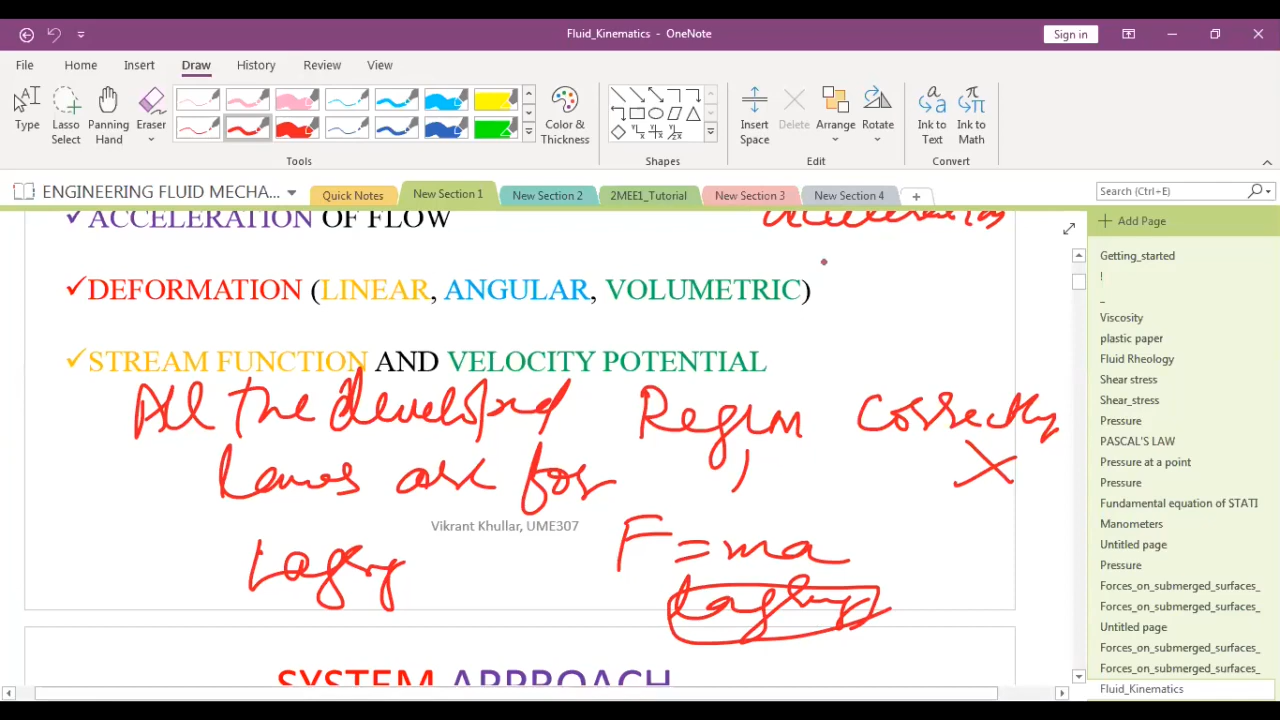 Fluid_Kinematics - OneNote
Sign in
File Home Insert Draw History Review View
Type
Lasso Select
Panning Hand
Eraser
Color & Thickness
Insert Space
Delete
Arrange
Rotate
Ink to Text
Ink to Math
Tools
Shapes
Edit
Convert
ENGINEERING FLUID MECHA...
Quick Notes
New Section 1
New Section 2
2MEE1_Tutorial
New Section 3
New Section 4
Search (Ctrl+E)
ACCELERATION OF FLOW
✓DEFORMATION (LINEAR, ANGULAR, VOLUMETRIC)
✓STREAM FUNCTION AND VELOCITY POTENTIAL
All the developed Region correctly
laws are for
Vikrant Khullar, UME307
F = ma
SYSTEM APPROACH
Add Page
Getting_started
!
_
Viscosity
plastic paper
Fluid Rheology
Shear stress
Shear_stress
Pressure
PASCAL'S LAW
Pressure at a point
Pressure
Fundamental equation of STATI
Manometers
Untitled page
Pressure
Forces_on_submerged_surfaces_
Forces_on_submerged_surfaces_
Untitled page
Forces_on_submerged_surfaces_
Forces_on_submerged_surfaces_
Fluid_Kinematics